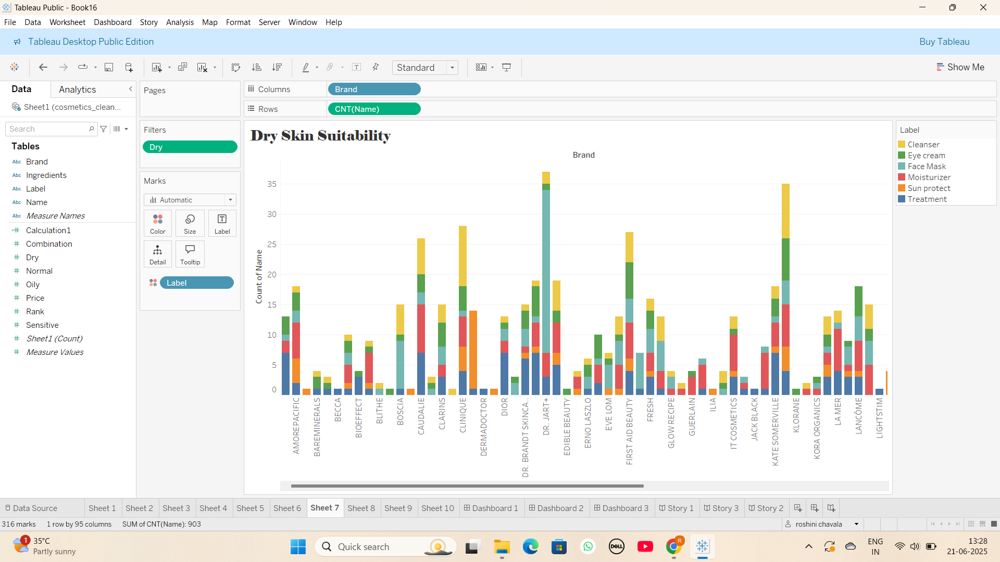 Tableau Public - Book16
File Data Worksheet Dashboard Story Analysis Map Format Server Window Help
Tableau Desktop Public Edition
Buy Tableau
Standard
Show Me
Data
Analytics
Sheet1 (cosmetics_clean...
Search
Tables
Abc Brand
Abc Ingredients
Abc Label
Abc Name
Abc Measure Names
Calculation1
Combination
Dry
Normal
Oily
Price
Rank
Sensitive
Sheet1 (Count)
Measure Values
Pages
Filters
Dry
Marks
Automatic
Color
Size
Label
Detail
Tooltip
Label
Columns
Brand
Rows
CNT(Name)
Dry Skin Suitability
Brand
Count of Name
35
30
25
20
15
10
5
0
AMOREPACIFIC
BAREMINERALS
BECCA
BIOEFFECT
BLITHE
BOSCIA
CAUDALIE
CLARINS
CLINIQUE
DERMADOCTOR
DIOR
DR. BRANDT SKINCA..
DR. JART+
EDIBLE BEAUTY
ERNO LASZLO
EVE LOM
FIRST AID BEAUTY
FRESH
GLOW RECIPE
GUERLAIN
ILIA
IT COSMETICS
JACK BLACK
KATE SOMERVILLE
KLORANE
KORA ORGANICS
LA MER
LANCÔME
LIGHTSTIM
Label
Cleanser
Eye cream
Face Mask
Moisturizer
Sun protect
Treatment
Data Source
Sheet 1
Sheet 2
Sheet 3
Sheet 4
Sheet 5
Sheet 6
Sheet 7
Sheet 8
Sheet 9
Sheet 10
Dashboard 1
Dashboard 2
Dashboard 3
Story 1
Story 3
Story 2
316 marks
1 row by 95 columns
SUM of CNT(Name): 903
roshini chavala
1
35°C
Partly sunny
Quick search
DELL
R
ENG
IN
13:28
21-06-2025